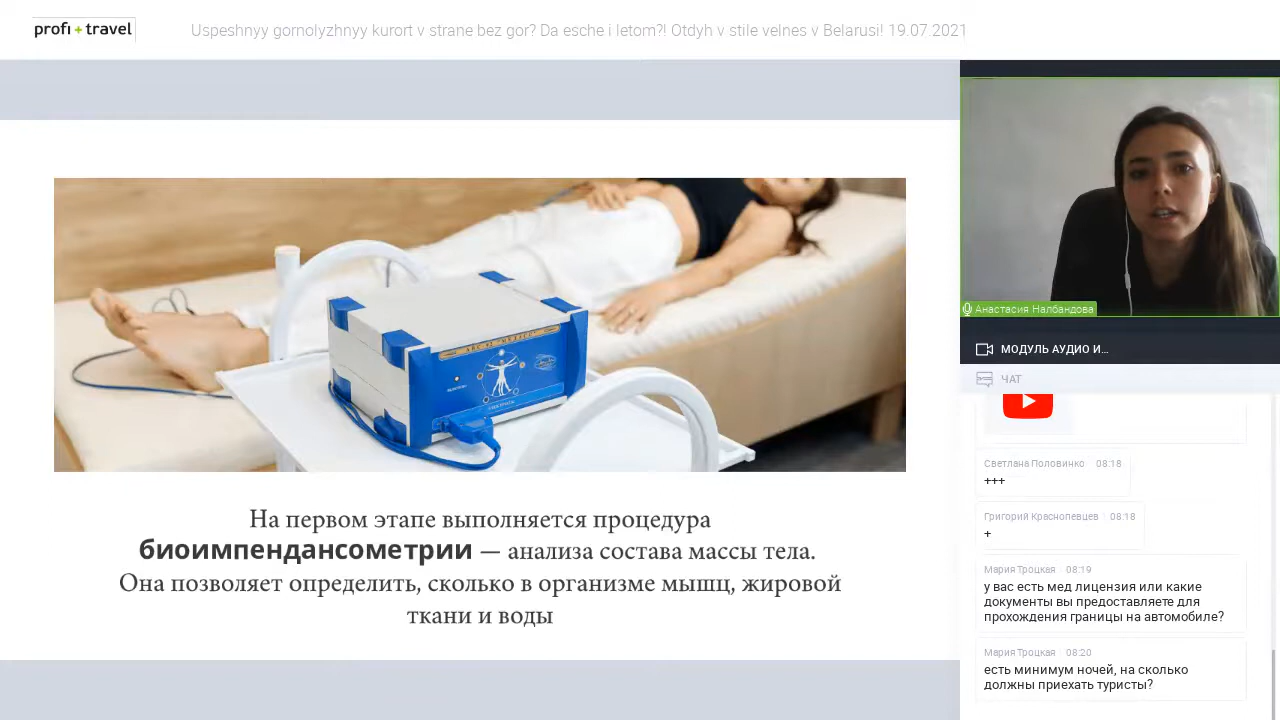 profi + travel
Uspeshnyy gornolyzhnyy kurort v strane bez gor? Da esche i letom?! Otdyh v stile velnes v Belarusi! 19.07.2021
На первом этапе выполняется процедура
биоимпендансометрии — анализа состава массы тела.
Она позволяет определить, сколько в организме мышц, жировой
ткани и воды
Анастасия Налбандова
МОДУЛЬ АУДИО И...
ЧАТ
Светлана Половинко 08:18
+++
Григорий Краснопевцев 08:18
+
Мария Троцкая 08:19
у вас есть мед лицензия или какие
документы вы предоставляете для
прохождения границы на автомобиле?
Мария Троцкая 08:20
есть минимум ночей, на сколько
должны приехать туристы?